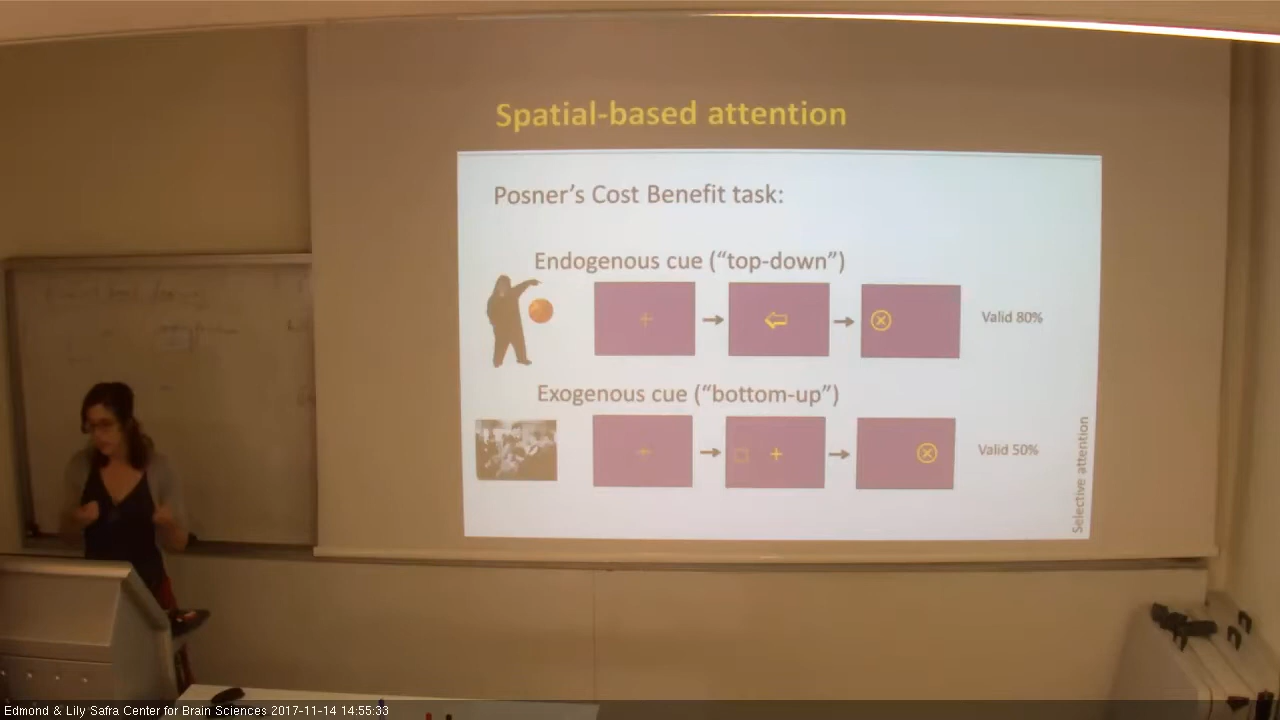 Spatial-based attention
Posner's Cost Benefit task:
Endogenous cue ("top-down")
Valid 80%
Exogenous cue ("bottom-up")
Valid 50%
Selective attention
Edmond & Lily Safra Center for Brain Sciences 2017-11-14 14:55:33